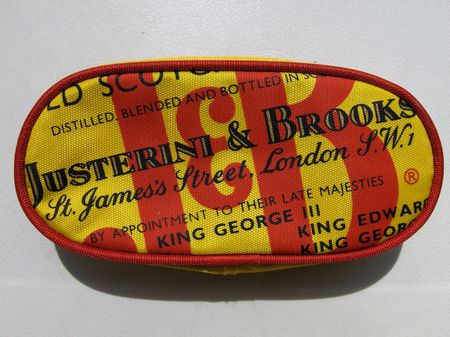 LD SCOTC
DISTILLED, BLENDED AND BOTTLED IN SC
J&B
JUSTERINI & BROOKS
St. James's Street, London S.W.1
®
BY APPOINTMENT TO THEIR LATE MAJESTIES
KING GEORGE III KING EDWAR
KING GEOR